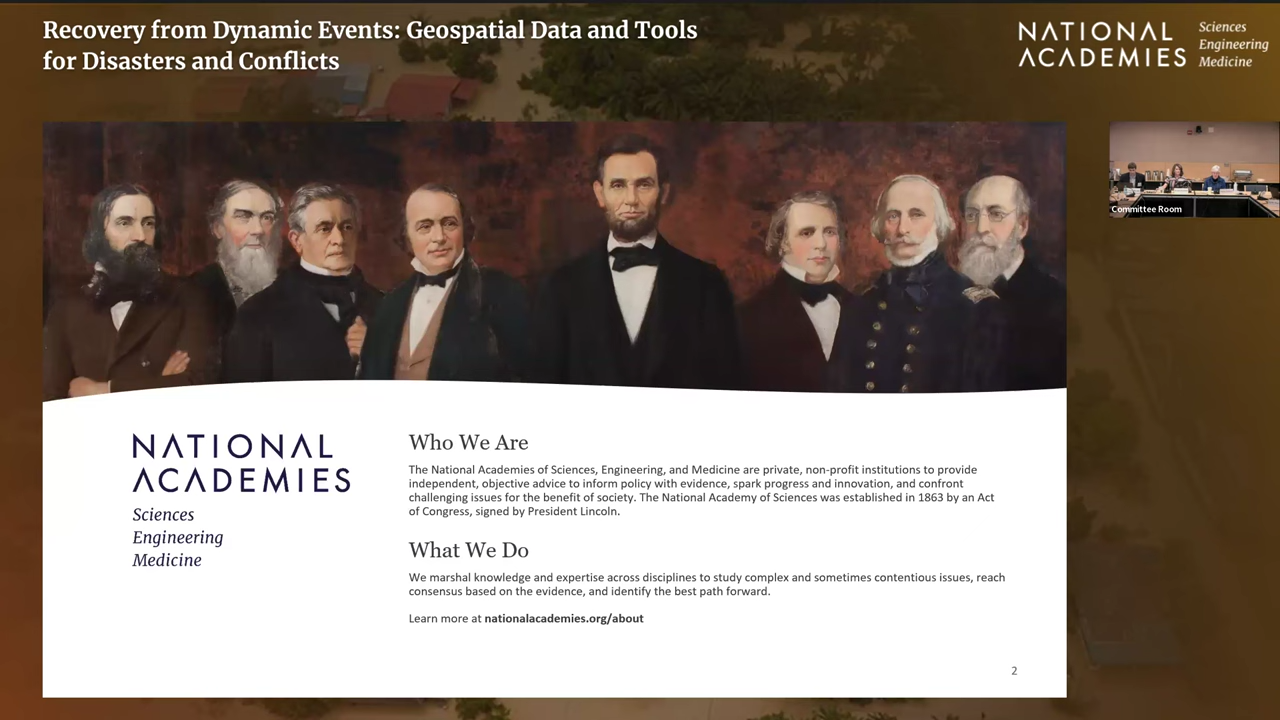 Recovery from Dynamic Events: Geospatial Data and Tools
for Disasters and Conflicts
NATIONAL
ACADEMIES
Sciences
Engineering
Medicine
Committee Room
NATIONAL
ACADEMIES
Sciences
Engineering
Medicine
Who We Are
The National Academies of Sciences, Engineering, and Medicine are private, non-profit institutions to provide
independent, objective advice to inform policy with evidence, spark progress and innovation, and confront
challenging issues for the benefit of society. The National Academy of Sciences was established in 1863 by an Act
of Congress, signed by President Lincoln.
What We Do
We marshal knowledge and expertise across disciplines to study complex and sometimes contentious issues, reach
consensus based on the evidence, and identify the best path forward.
Learn more at nationalacademies.org/about
2